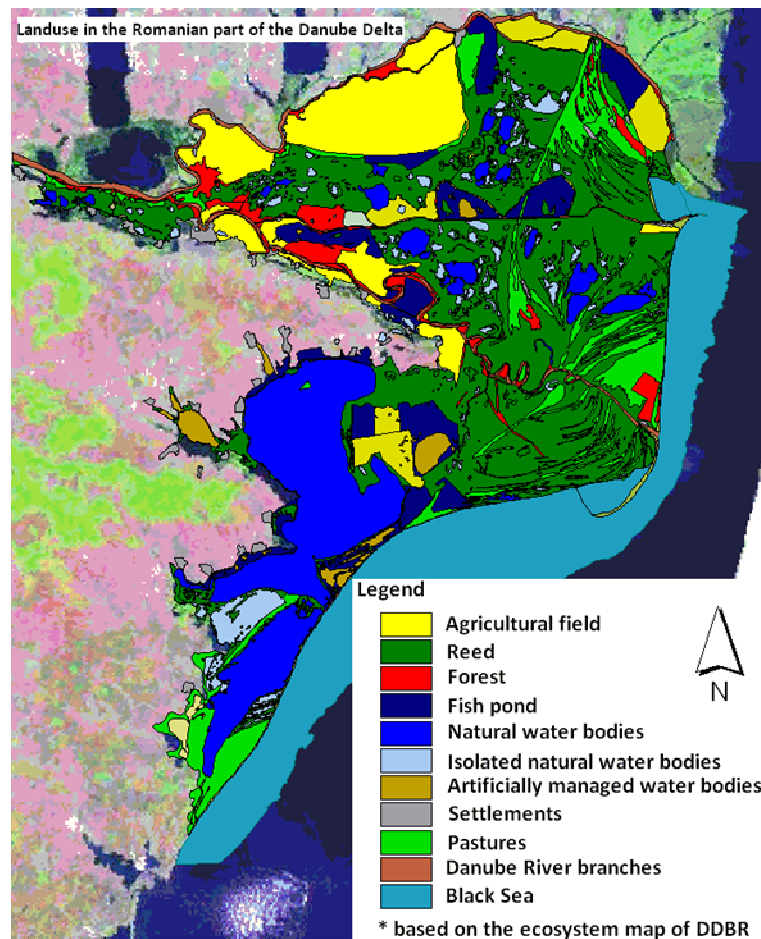 Landuse in the Romanian part of the Danube Delta
Legend
Agricultural field
Reed
Forest
Fish pond
Natural water bodies
Isolated natural water bodies
Artificially managed water bodies
Settlements
Pastures
Danube River branches
Black Sea
* based on the ecosystem map of DDBR
N